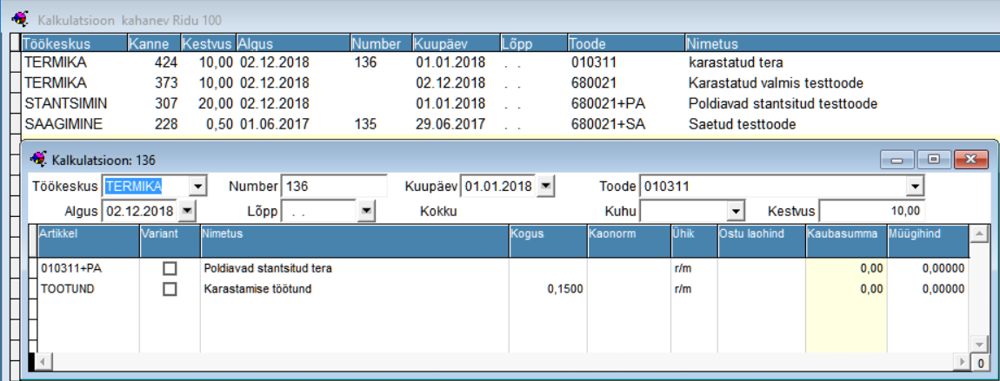 Kalkulatsioon kahanev Ridu 100
Töökeskus Kanne Kestvus Algus Number Kuupäev Lõpp Toode Nimetus
TERMIKA 424 10,00 02.12.2018 136 01.01.2018 . . 010311 karastatud tera
TERMIKA 373 10,00 02.12.2018 02.12.2018 . . 680021 Karastatud valmis testtoode
STANTSIMIN 307 20,00 02.12.2018 01.01.2018 . . 680021+PA Poldiavad stantsitud testtoode
SAAGIMINE 228 0,50 01.06.2017 135 29.06.2017 . . 680021+SA Saetud testtoode
Kalkulatsioon: 136
Töökeskus TERMIKA Number 136 Kuupäev 01.01.2018 Toode 010311
Algus 02.12.2018 Lõpp . . Kokku Kuhu Kestvus 10,00
Artikkel Variant Nimetus Kogus Kaonorm Ühik Ostu laohind Kaubasumma Müügihind
010311+PA Poldiavad stantsitud tera r/m 0,00 0,00000
TOOTUND Karastamise töötund 0,1500 r/m 0,00 0,00000
0